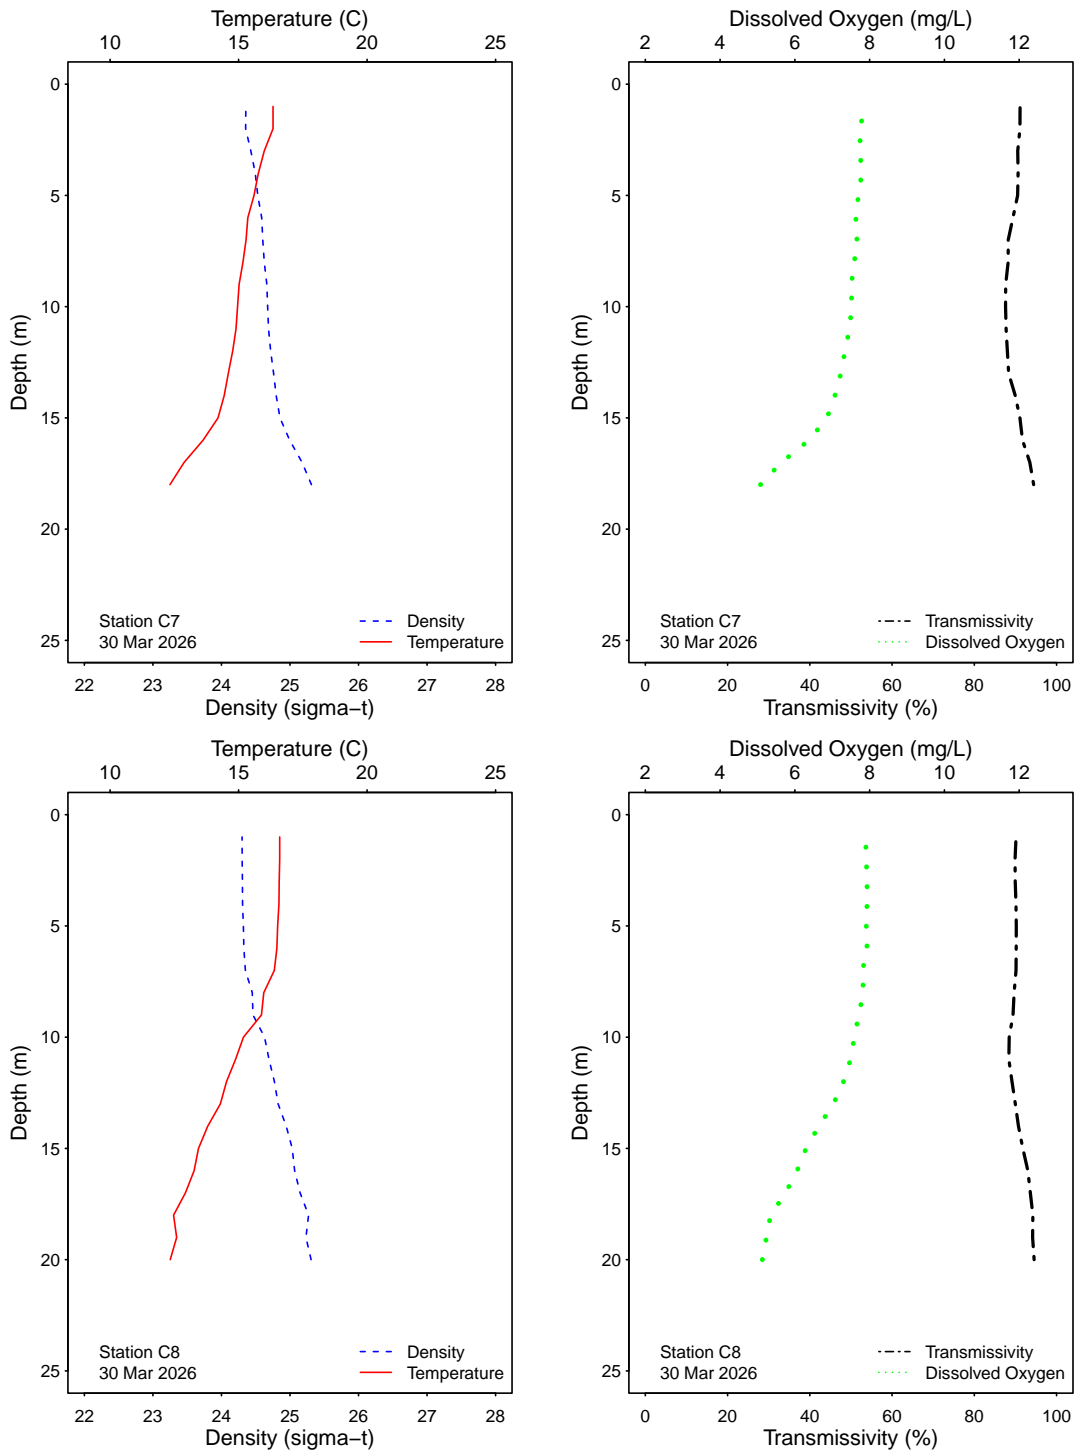 Temperature (C)
10 15 20 25
0
5
10
15
20
25
Depth (m)
Station C7
30 Mar 2026
Density
Temperature
22 23 24 25 26 27 28
Density (sigma−t)
Dissolved Oxygen (mg/L)
2 4 6 8 10 12
0
5
10
15
20
25
Depth (m)
Station C7
30 Mar 2026
Transmissivity
Dissolved Oxygen
0 20 40 60 80 100
Transmissivity (%)
Temperature (C)
10 15 20 25
0
5
10
15
20
25
Depth (m)
Station C8
30 Mar 2026
Density
Temperature
22 23 24 25 26 27 28
Density (sigma−t)
Dissolved Oxygen (mg/L)
2 4 6 8 10 12
0
5
10
15
20
25
Depth (m)
Station C8
30 Mar 2026
Transmissivity
Dissolved Oxygen
0 20 40 60 80 100
Transmissivity (%)